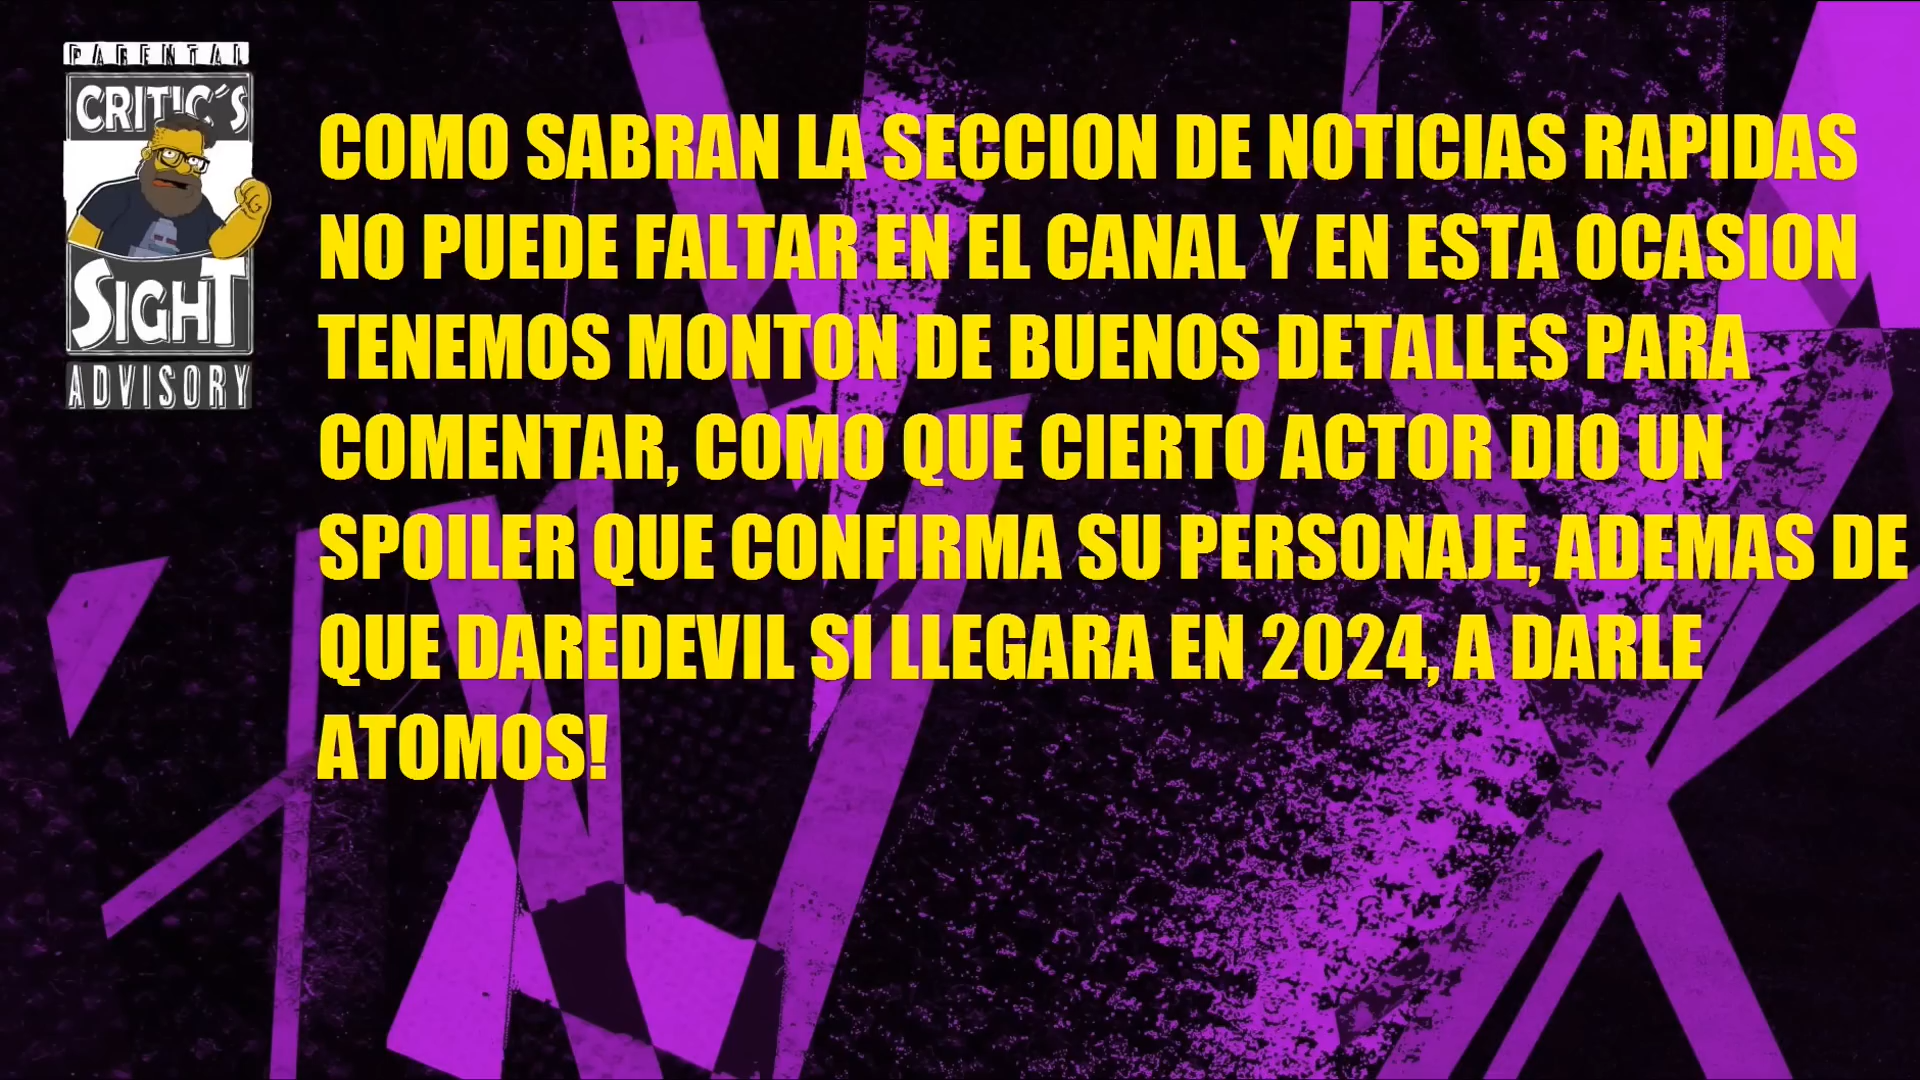 PARENTAL
CRITIC´S
SIGHT
ADVISORY
COMO SABRAN LA SECCION DE NOTICIAS RAPIDAS
NO PUEDE FALTAR EN EL CANAL Y EN ESTA OCASION
TENEMOS MONTON DE BUENOS DETALLES PARA
COMENTAR, COMO QUE CIERTO ACTOR DIO UN
SPOILER QUE CONFIRMA SU PERSONAJE, ADEMAS DE
QUE DAREDEVIL SI LLEGARA EN 2024, A DARLE
ATOMOS!